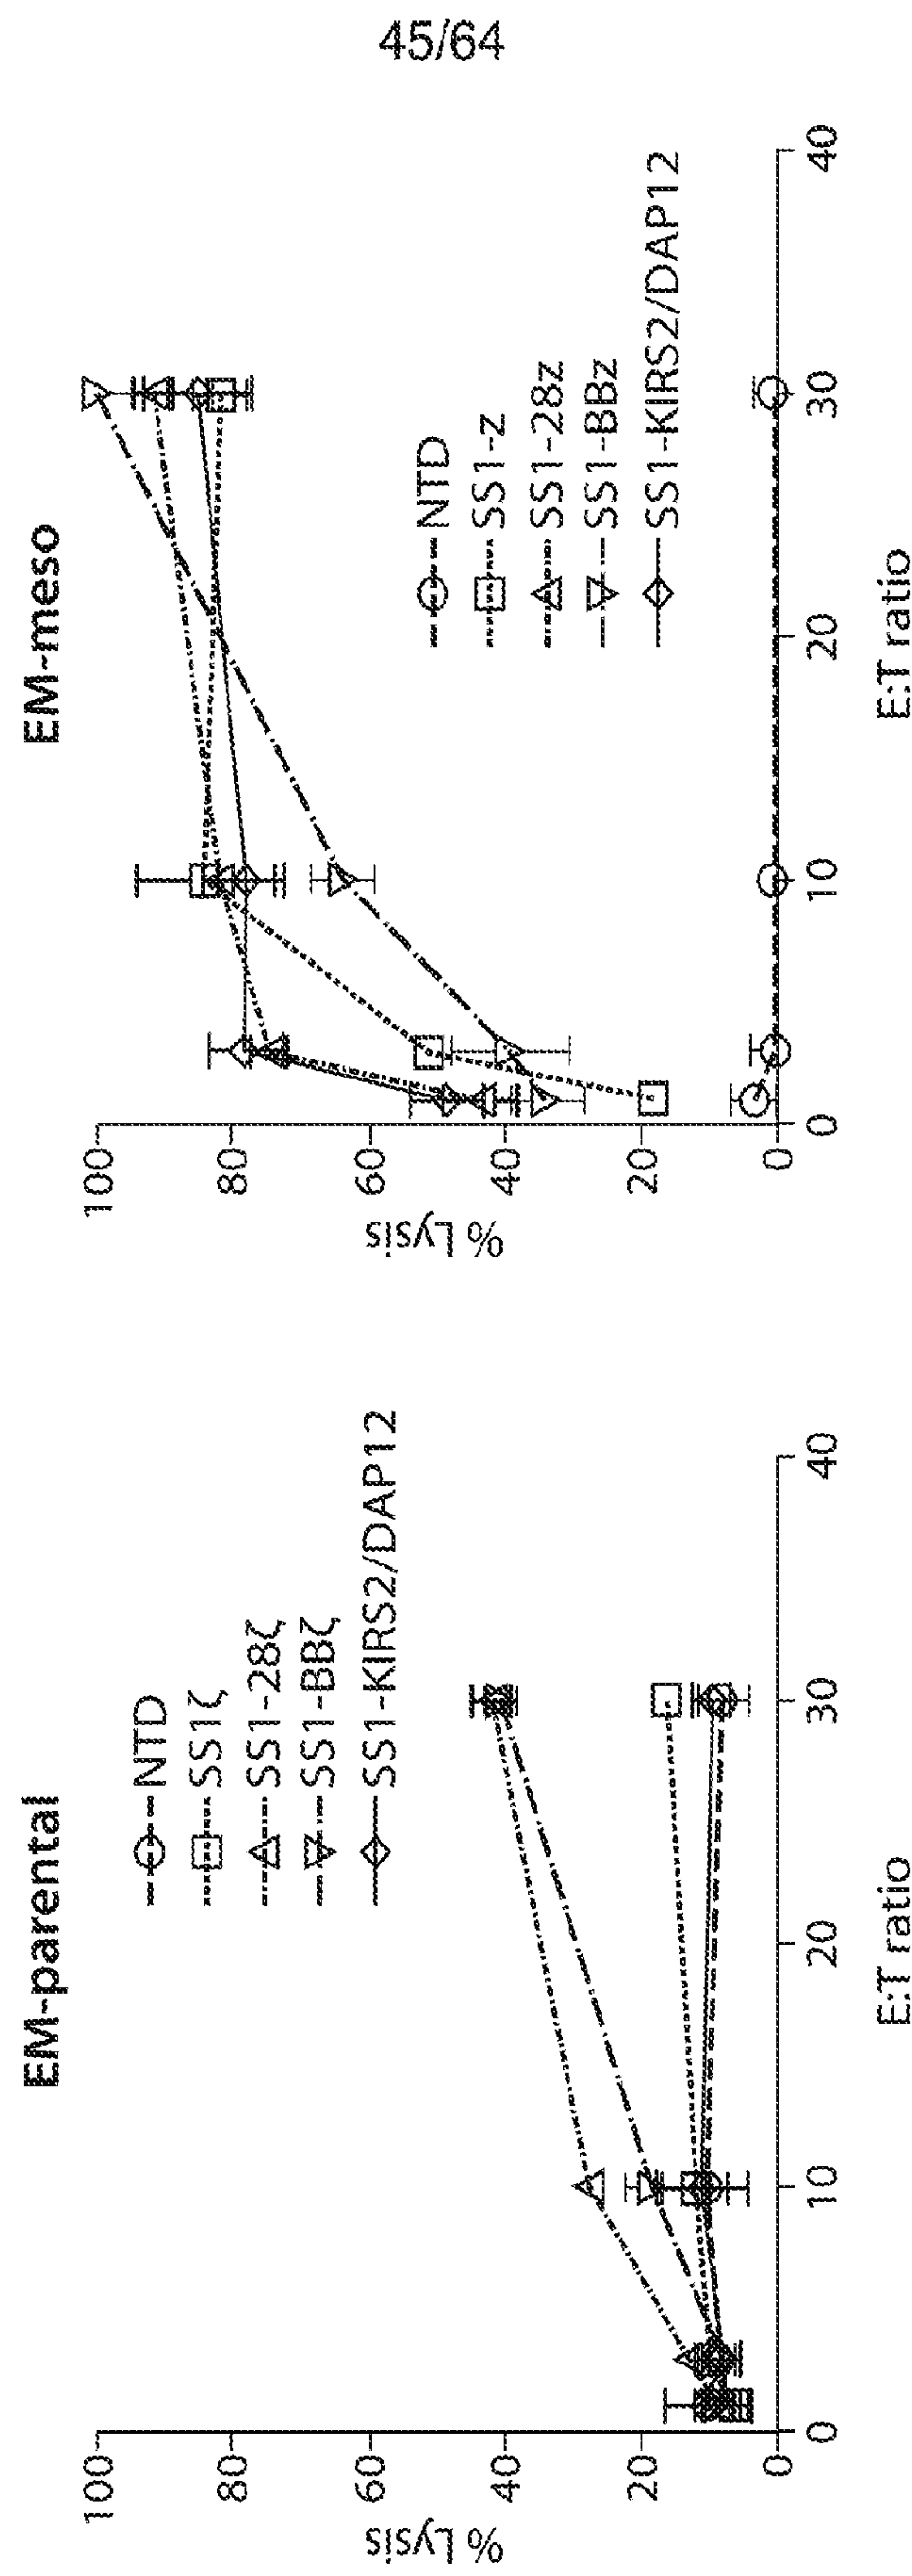 45/64
EM-parental
% Lysis
100
80
60
40
20
0
0
10
20
30
40
E:T ratio
NTD
SS1ζ
SS1-28ζ
SS1-BBζ
SS1-KIRS2/DAP12
EM-meso
% Lysis
100
80
60
40
20
0
0
10
20
30
40
E:T ratio
NTD
SS1-z
SS1-28z
SS1-BBz
SS1-KIRS2/DAP12